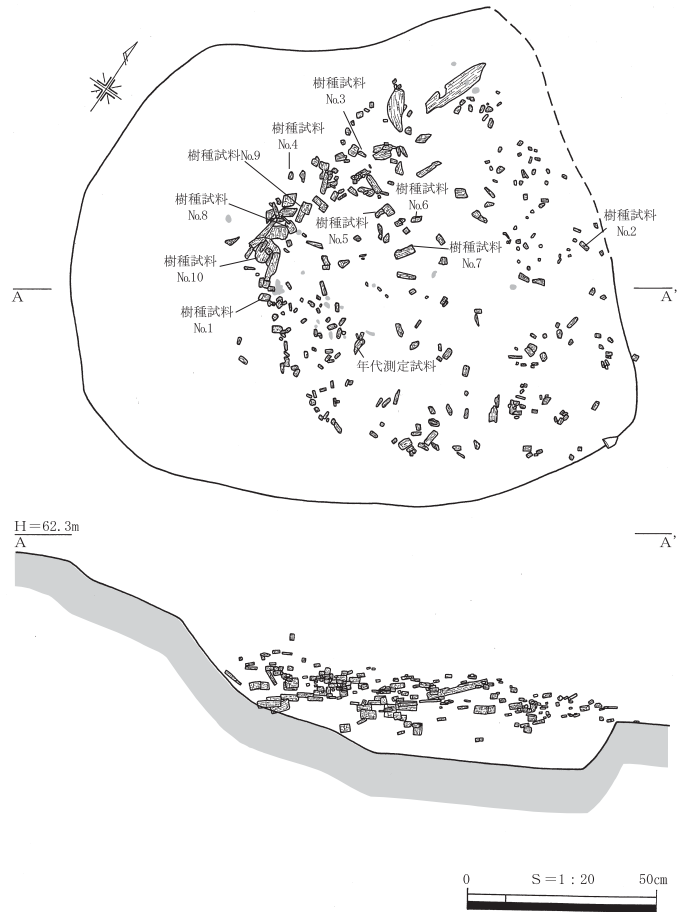 樹種試料
No.3
樹種試料
No.4
樹種試料No.9
樹種試料
No.8
樹種試料
No.6
樹種試料
No.5
樹種試料
No.2
樹種試料
No.7
樹種試料
No.10
A
A'
樹種試料
No.1
年代測定試料
H＝62.3m
A
A'
0 S＝1：20 50cm